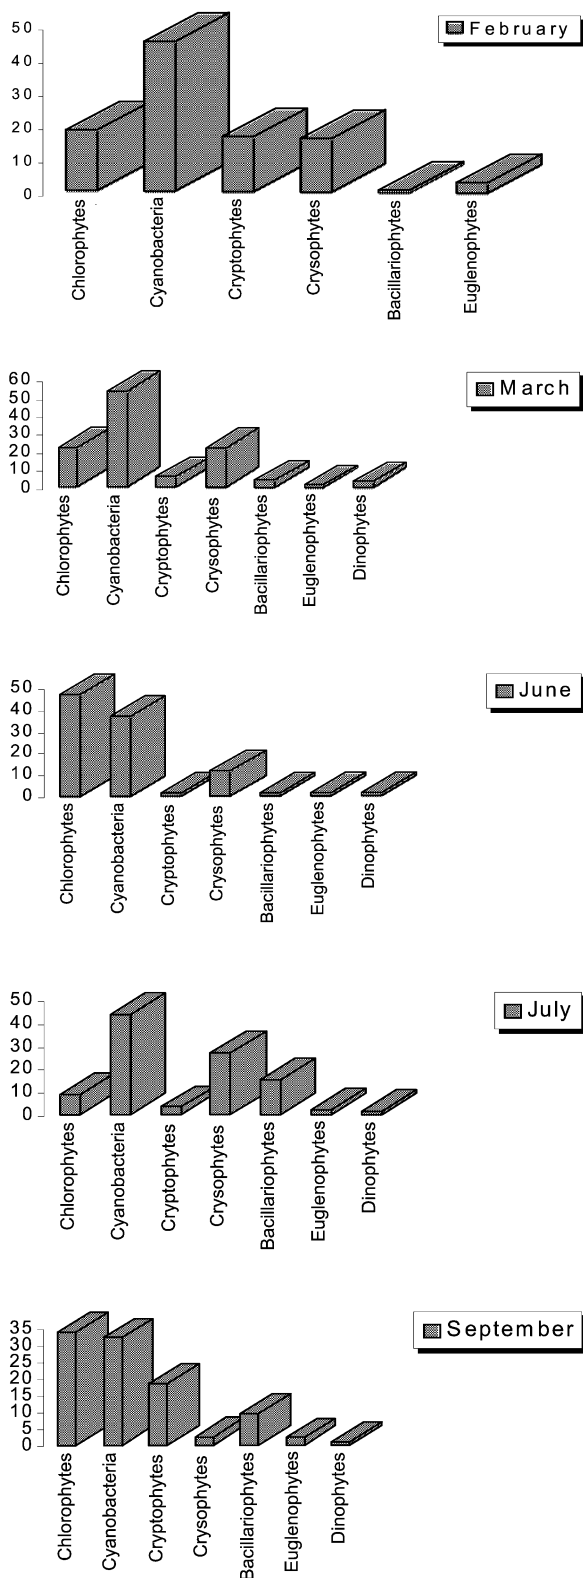 February
50
40
30
20
10
0
Chlorophytes
Cyanobacteria
Cryptophytes
Crysophytes
Bacillariophytes
Euglenophytes
March
60
50
40
30
20
10
0
Chlorophytes
Cyanobacteria
Cryptophytes
Crysophytes
Bacillariophytes
Euglenophytes
Dinophytes
June
50
40
30
20
10
0
Chlorophytes
Cyanobacteria
Cryptophytes
Crysophytes
Bacillariophytes
Euglenophytes
Dinophytes
July
50
40
30
20
10
0
Chlorophytes
Cyanobacteria
Cryptophytes
Crysophytes
Bacillariophytes
Euglenophytes
Dinophytes
September
35
30
25
20
15
10
5
0
Chlorophytes
Cyanobacteria
Cryptophytes
Crysophytes
Bacillariophytes
Euglenophytes
Dinophytes